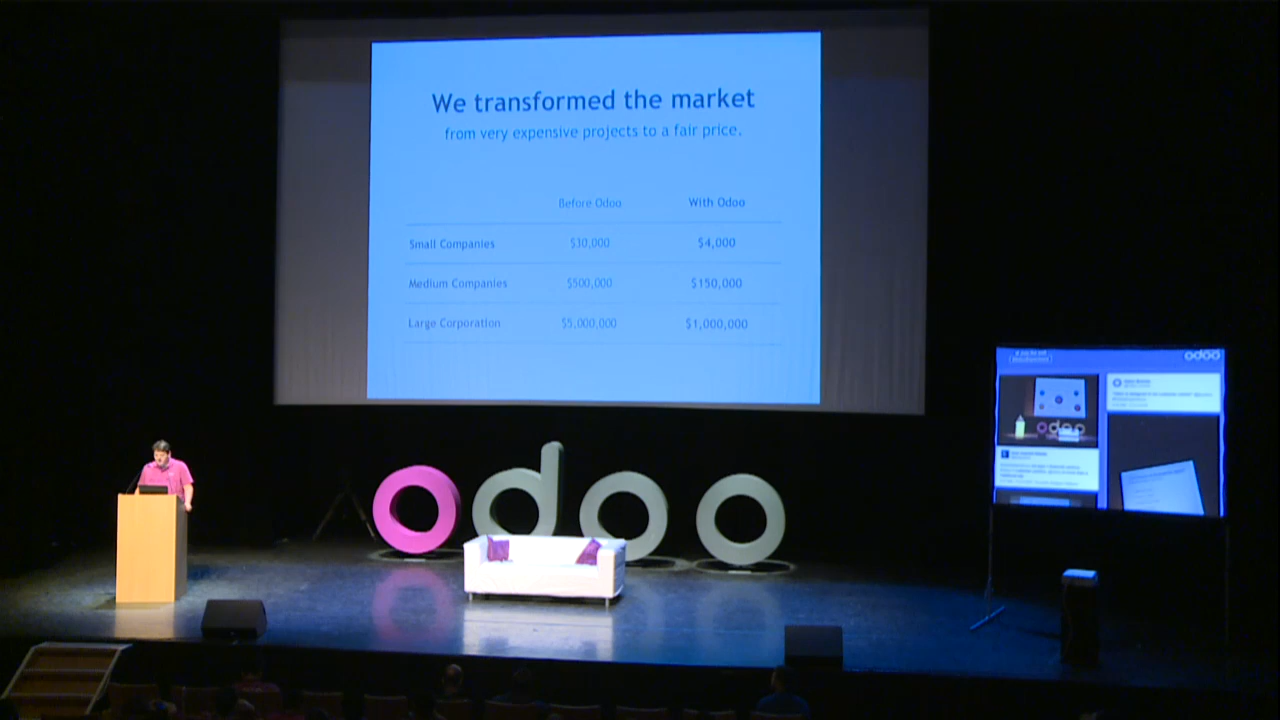 We transformed the market
from very expensive projects to a fair price.
Before Odoo With Odoo
Small Companies $30,000 $4,000
Medium Companies $500,000 $150,000
Large Corporation $5,000,000 $1,000,000
odoo
odoo
odoo